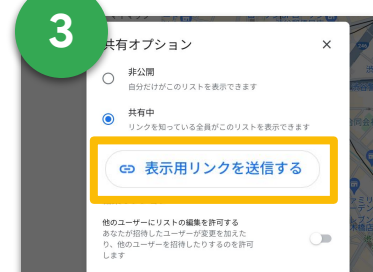 3
共有オプション
×
非公開
自分だけがこのリストを表示できます
共有中
リンクを知っている全員がこのリストを表示できます
表示用リンクを送信する
他のユーザーにリストの編集を許可する
あなたが招待したユーザーが変更を加えた
り、他のユーザーを招待したりするのを許可
します